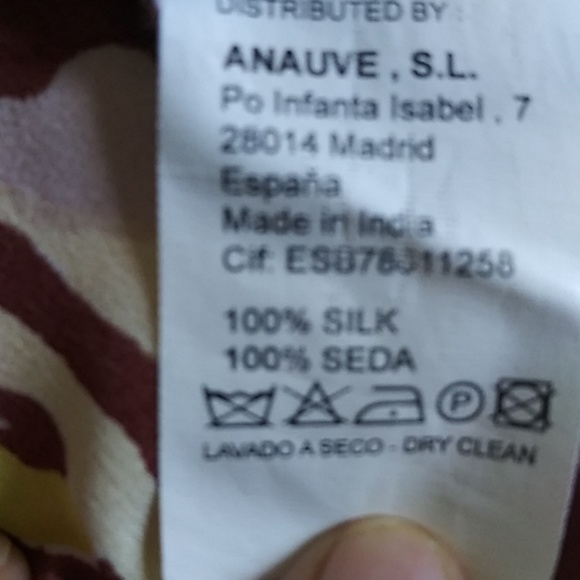 DISTRIBUTED BY :
ANAUVE , S.L.
Po Infanta Isabel . 7
28014 Madrid
España
Made in India
Cif: ESB78311258
100% SILK
100% SEDA
P
LAVADO A SECO - DRY CLEAN